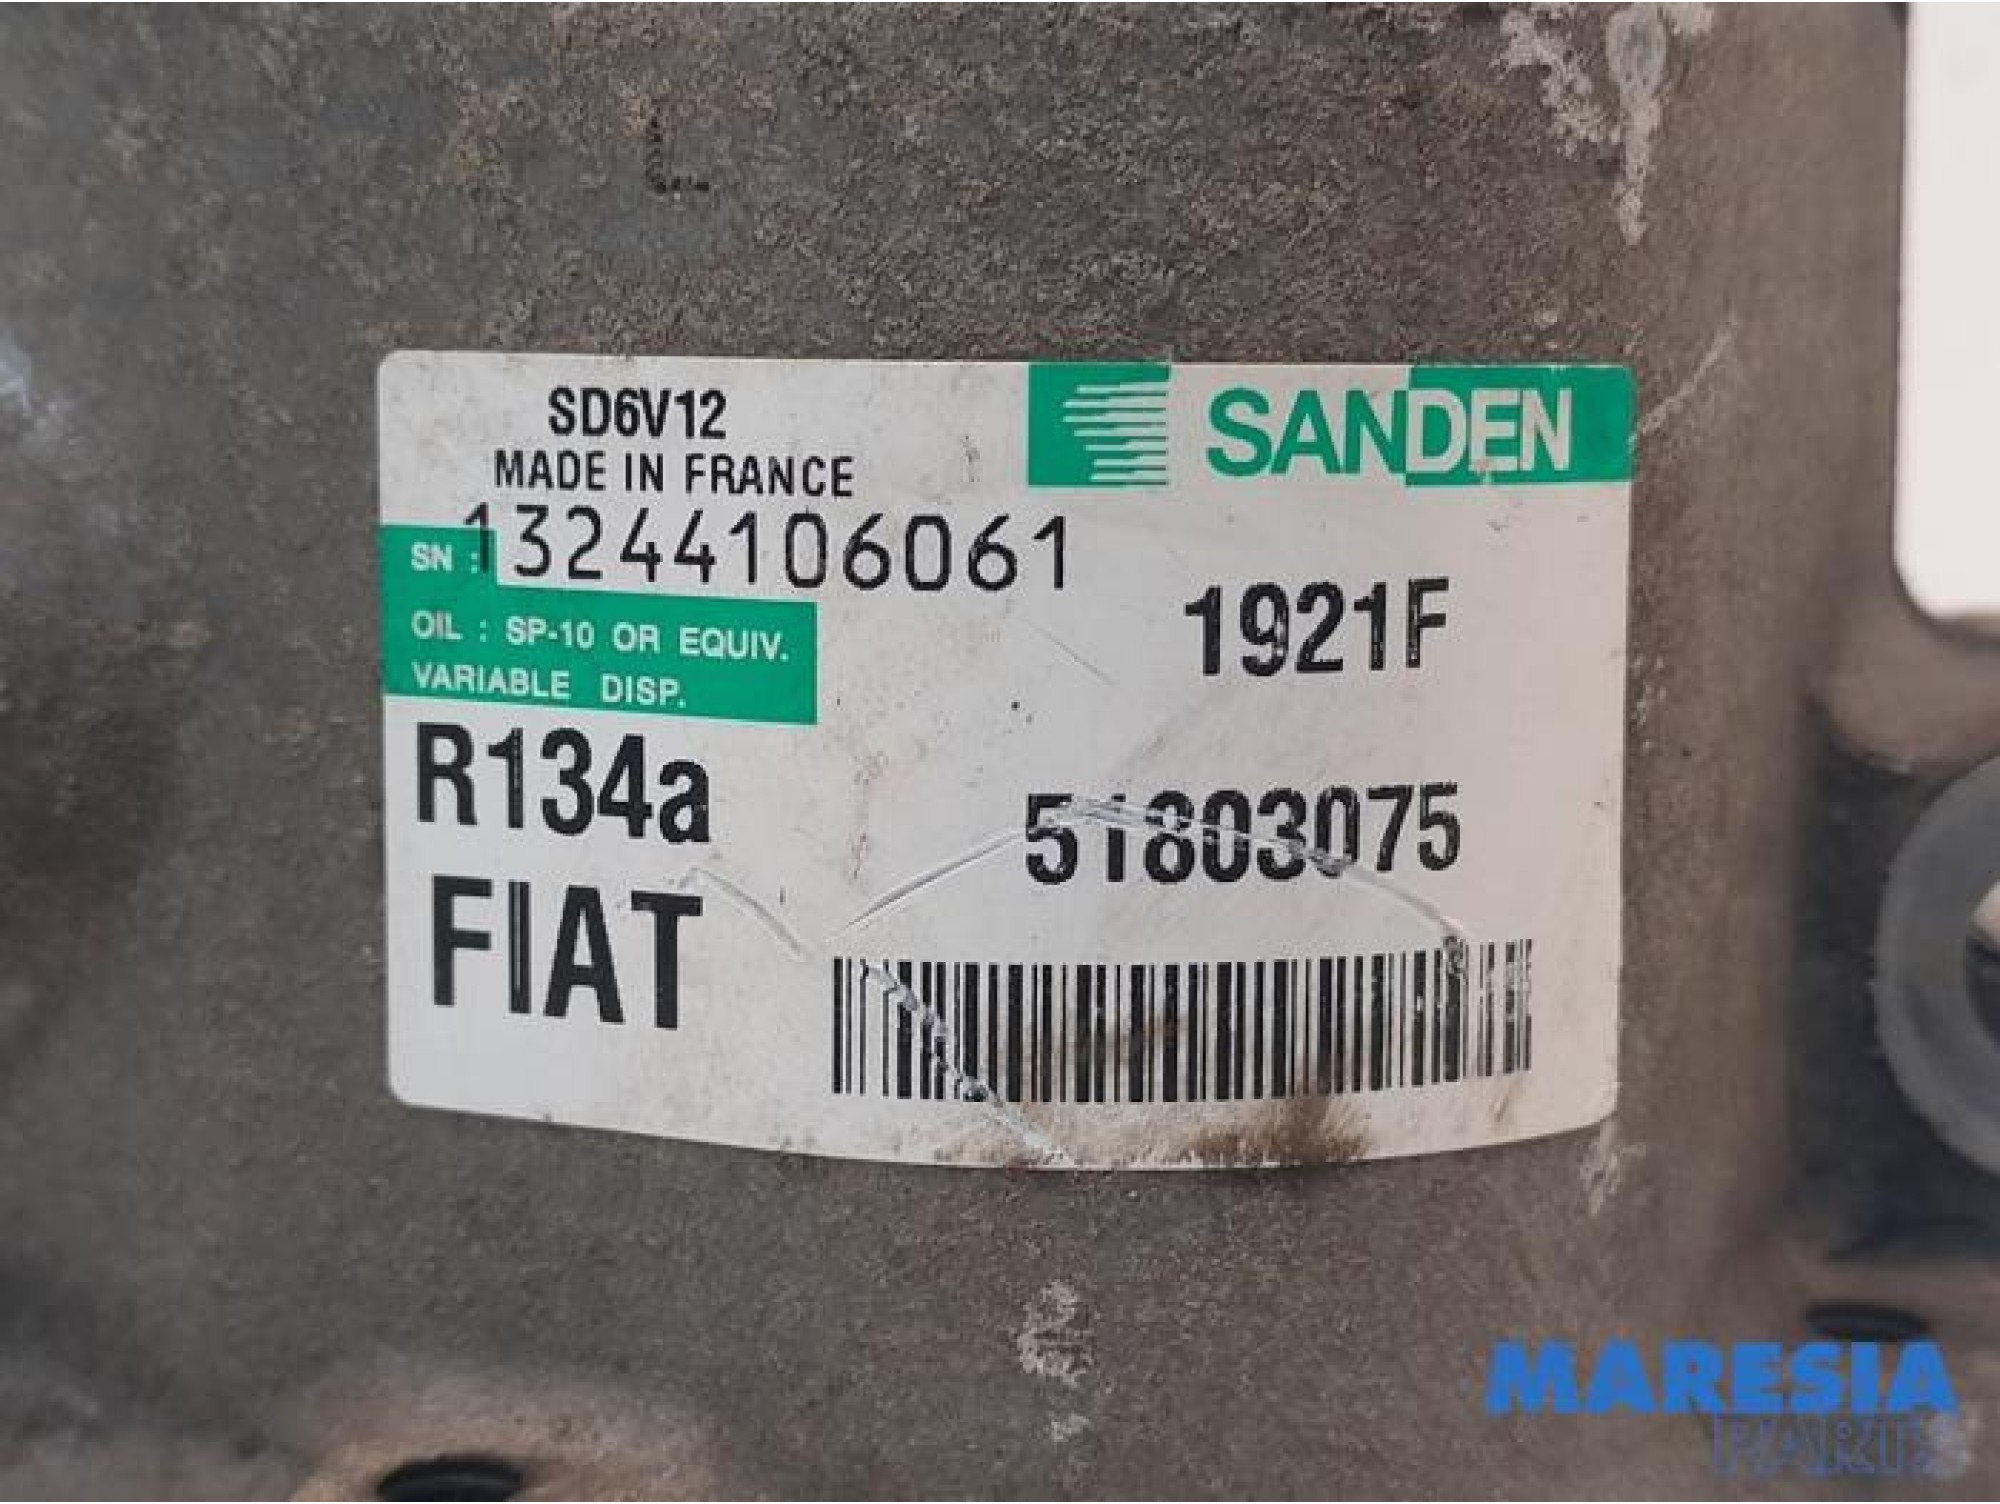 SD6V12
SANDEN
MADE IN FRANCE
SN : 13244106061
1921F
OIL : SP-10 OR EQUIV.
VARIABLE DISP.
R134a
51803075
FIAT
MARESIA
PARTS